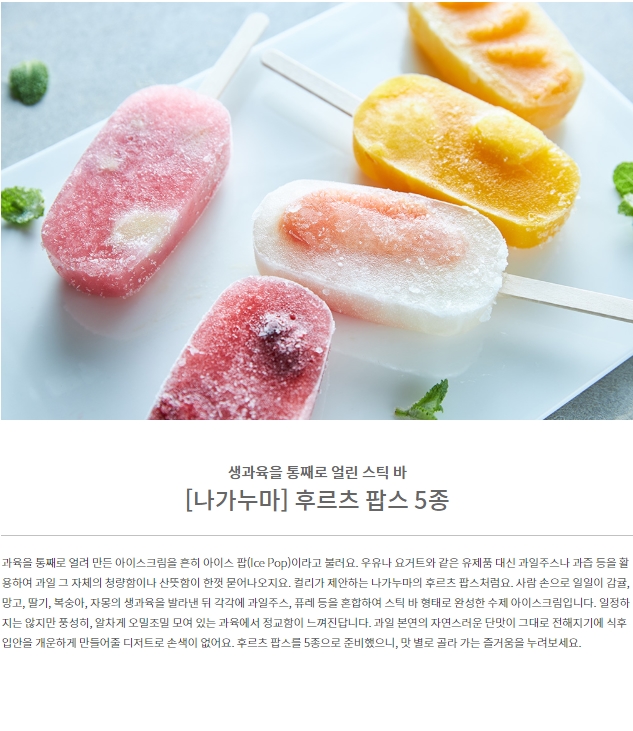 생과육을 통째로 얼린 스틱 바
[나가누마] 후르츠 팝스 5종
과육을 통째로 얼려 만든 아이스크림을 흔히 아이스 팝(Ice Pop)이라고 불러요. 우유나 요거트와 같은 유제품 대신 과일주스나 과즙 등을 활
용하여 과일 그 자체의 청량함이나 산뜻함이 한껏 묻어나오지요. 컬리가 제안하는 나가누마의 후르츠 팝스처럼요. 사람 손으로 일일이 감귤,
망고, 딸기, 복숭아, 자몽의 생과육을 발라낸 뒤 각각에 과일주스, 퓨레 등을 혼합하여 스틱 바 형태로 완성한 수제 아이스크림입니다. 일정하
지는 않지만 풍성히, 알차게 오밀조밀 모여 있는 과육에서 정교함이 느껴진답니다. 과일 본연의 자연스러운 단맛이 그대로 전해지기에 식후
입안을 개운하게 만들어줄 디저트로 손색이 없어요. 후르츠 팝스를 5종으로 준비했으니, 맛 별로 골라 가는 즐거움을 누려보세요.